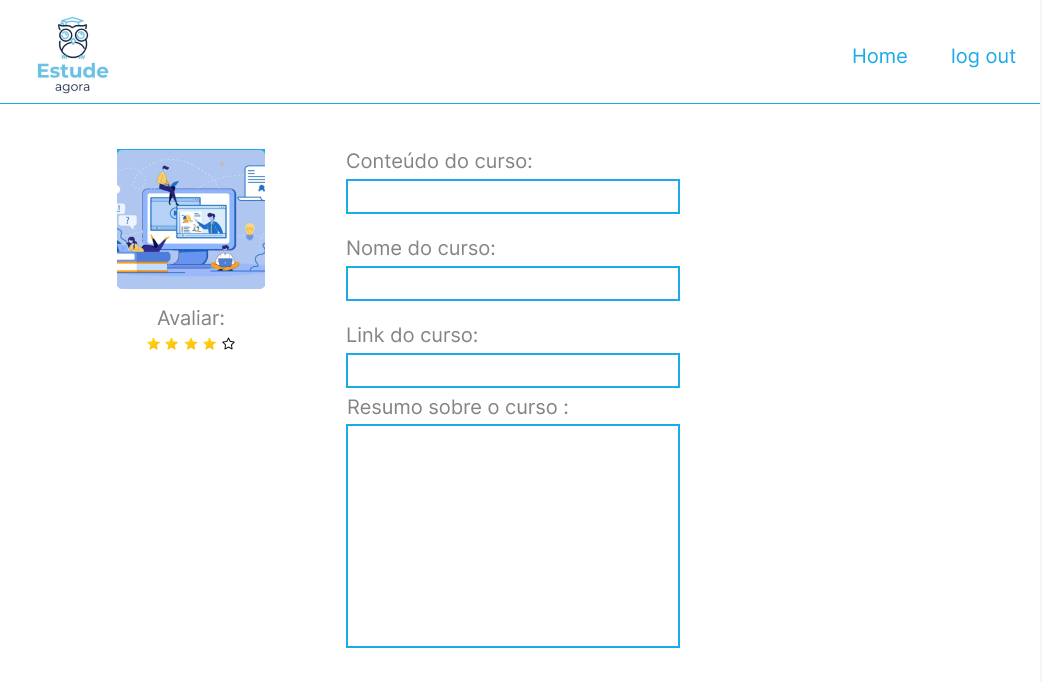 Estude
agora
Home
log out
Conteúdo do curso:
Nome do curso:
Avaliar:
Link do curso:
Resumo sobre o curso :